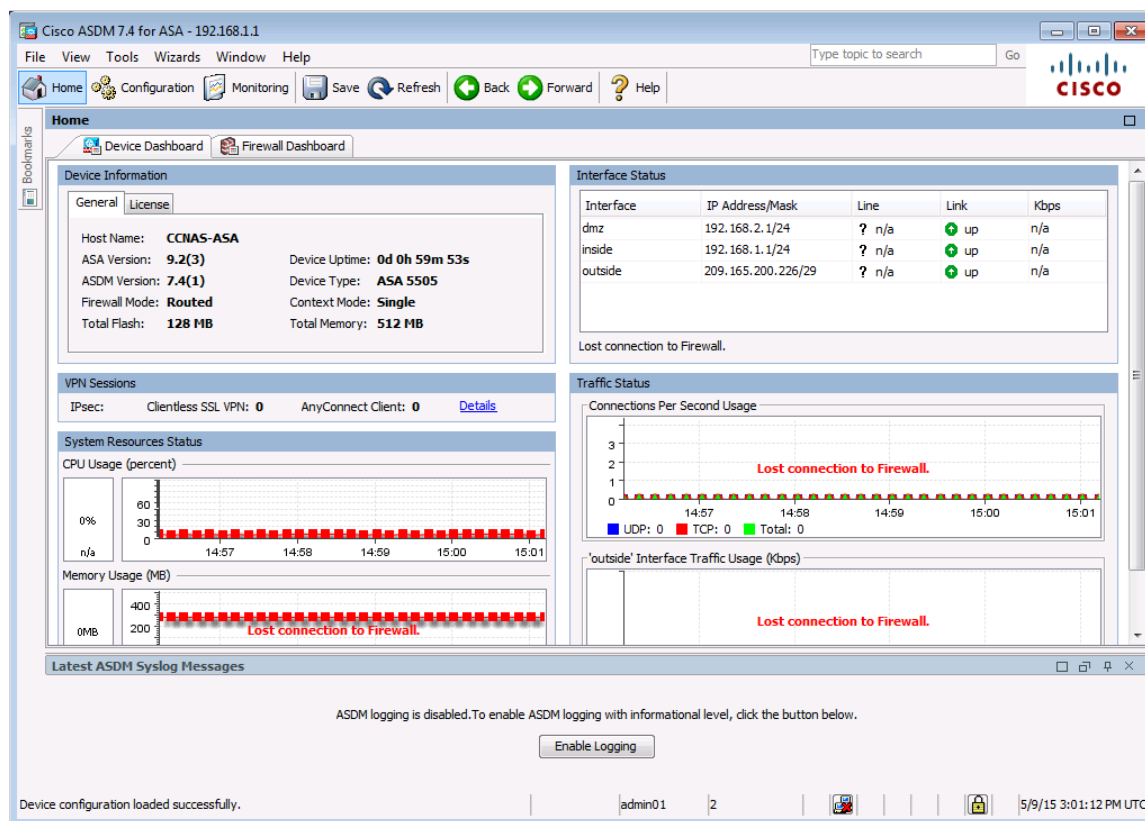 Cisco ASDM 7.4 for ASA - 192.168.1.1
File View Tools Wizards Window Help
Type topic to search Go
Home Configuration Monitoring Save Refresh Back Forward Help
CISCO
Bookmarks
Home
Device Dashboard Firewall Dashboard
Device Information
General License
Host Name: CCNAS-ASA
ASA Version: 9.2(3) Device Uptime: 0d 0h 59m 53s
ASDM Version: 7.4(1) Device Type: ASA 5505
Firewall Mode: Routed Context Mode: Single
Total Flash: 128 MB Total Memory: 512 MB
Interface Status
Interface IP Address/Mask Line Link Kbps
dmz 192.168.2.1/24 ? n/a up n/a
inside 192.168.1.1/24 ? n/a up n/a
outside 209.165.200.226/29 ? n/a up n/a
Lost connection to Firewall.
VPN Sessions
IPsec: Clientless SSL VPN: 0 AnyConnect Client: 0 Details
System Resources Status
CPU Usage (percent)
60
30
0
0%
n/a
14:57 14:58 14:59 15:00 15:01
Memory Usage (MB)
400
200
0MB
Lost connection to Firewall.
Traffic Status
Connections Per Second Usage
3
2
1
0
Lost connection to Firewall.
14:57 14:58 14:59 15:00 15:01
UDP: 0 TCP: 0 Total: 0
'outside' Interface Traffic Usage (Kbps)
Lost connection to Firewall.
Latest ASDM Syslog Messages
ASDM logging is disabled.To enable ASDM logging with informational level, click the button below.
Enable Logging
Device configuration loaded successfully. admin01 2 5/9/15 3:01:12 PM UTC